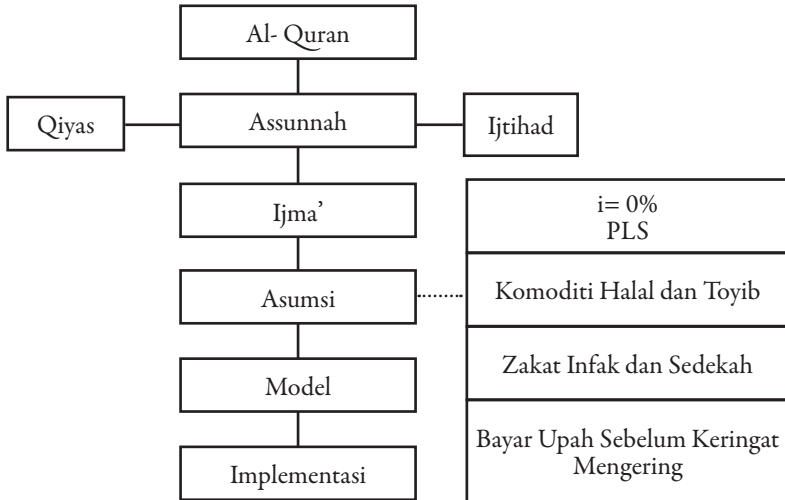 Al- Quran
Qiyas
Assunnah
Ijtihad
Ijma’
i= 0%
PLS
Asumsi
Komoditi Halal dan Toyib
Model
Zakat Infak dan Sedekah
Implementasi
Bayar Upah Sebelum Keringat
Mengering